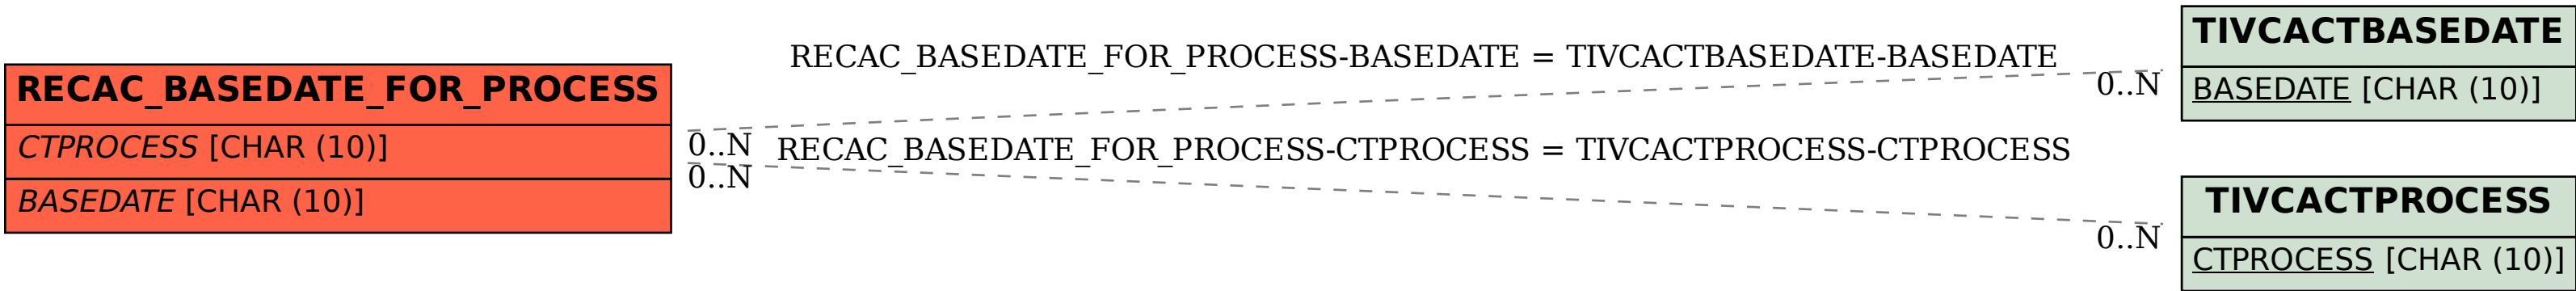 RECAC_BASEDATE_FOR_PROCESS
CTPROCESS [CHAR (10)]
BASEDATE [CHAR (10)]
RECAC_BASEDATE_FOR_PROCESS-BASEDATE = TIVCACTBASEDATE-BASEDATE
0..N
0..N
RECAC_BASEDATE_FOR_PROCESS-CTPROCESS = TIVCACTPROCESS-CTPROCESS
0..N
0..N
TIVCACTBASEDATE
BASEDATE [CHAR (10)]
TIVCACTPROCESS
CTPROCESS [CHAR (10)]